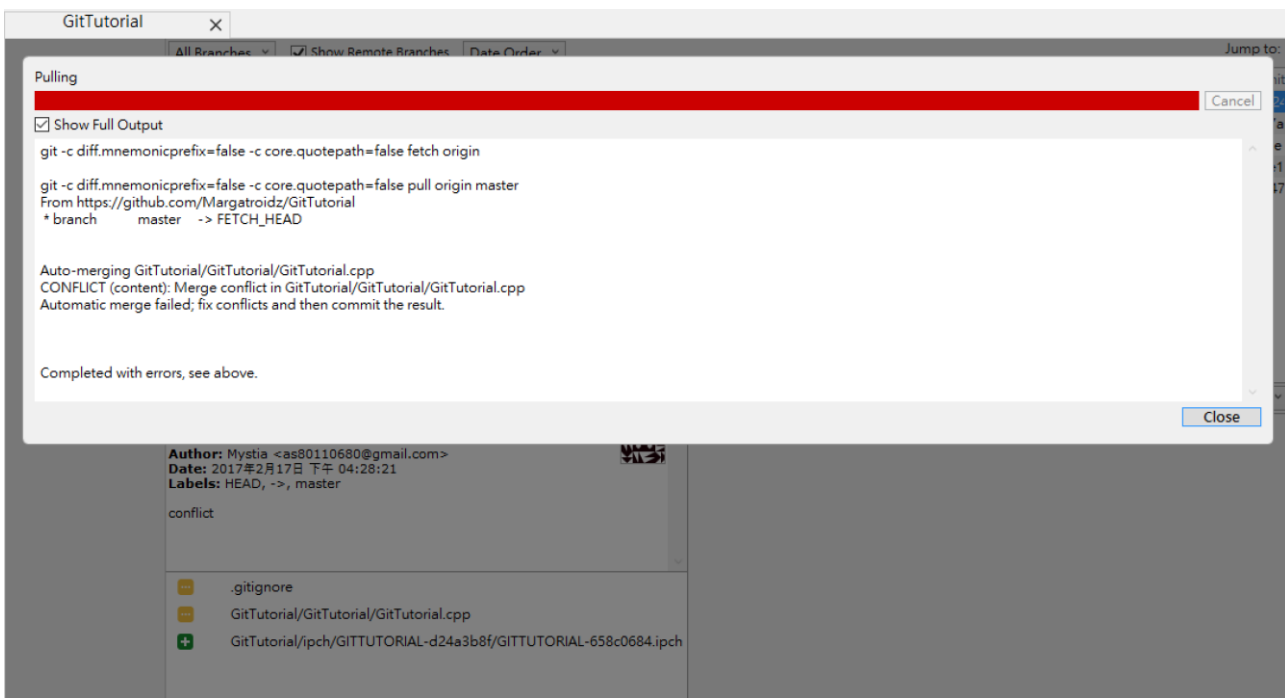 GitTutorial
All Branches Show Remote Branches Date Order Jump to:
Pulling
Cancel
Show Full Output
git -c diff.mnemonicprefix=false -c core.quotepath=false fetch origin
git -c diff.mnemonicprefix=false -c core.quotepath=false pull origin master
From https://github.com/Margatroidz/GitTutorial
* branch master -> FETCH_HEAD
Auto-merging GitTutorial/GitTutorial/GitTutorial.cpp
CONFLICT (content): Merge conflict in GitTutorial/GitTutorial/GitTutorial.cpp
Automatic merge failed; fix conflicts and then commit the result.
Completed with errors, see above.
Close
Author: Mystia <as80110680@gmail.com>
Date: 2017年2月17日 下午 04:28:21
Labels: HEAD, ->, master
conflict
.gitignore
GitTutorial/GitTutorial/GitTutorial.cpp
GitTutorial/ipch/GITTUTORIAL-d24a3b8f/GITTUTORIAL-658c0684.ipch